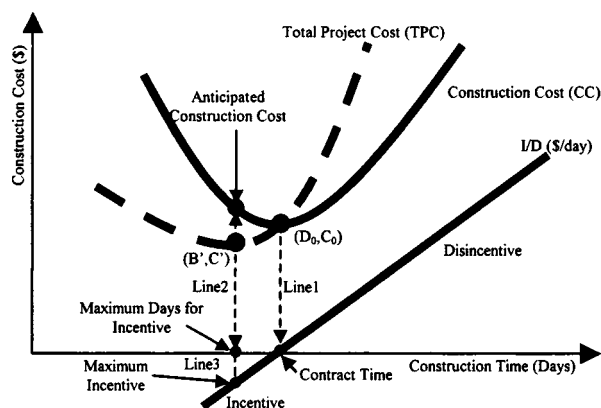 Total Project Cost (TPC)
Construction Cost ($)
Anticipated
Construction Cost
Construction Cost (CC)
I/D ($/day)
(D₀,C₀)
(B’,C’)
Disincentive
Line2
Line1
Maximum Days for
Incentive
Line3
Construction Time (Days)
Maximum
Incentive
Contract Time
Incentive